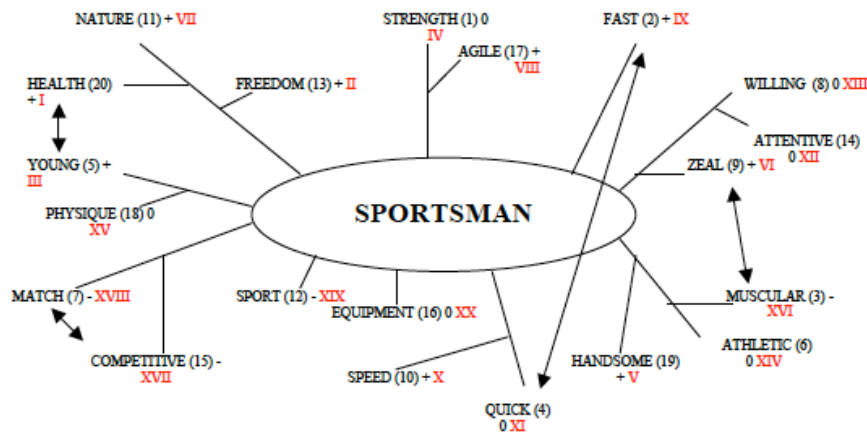 NATURE (11) + VII
STRENGTH (1) 0
IV
FAST (2) + IX
AGILE (17) +
VIII
HEALTH (20)
+ I
FREEDOM (13) + II
WILLING (8) 0 XIII
ATTENTIVE (14)
0 XII
YOUNG (5) +
III
ZEAL (9) + VI
PHYSIQUE (18) 0
XV
SPORTSMAN
MATCH (7) - XVIII
SPORT (12) - XIX
EQUIPMENT (16) 0 XX
MUSCULAR (3) -
XVI
COMPETITIVE (15) -
XVII
SPEED (10) + X
HANDSOME (19)
+ V
ATHLETIC (6)
0 XIV
QUICK (4)
0 XI